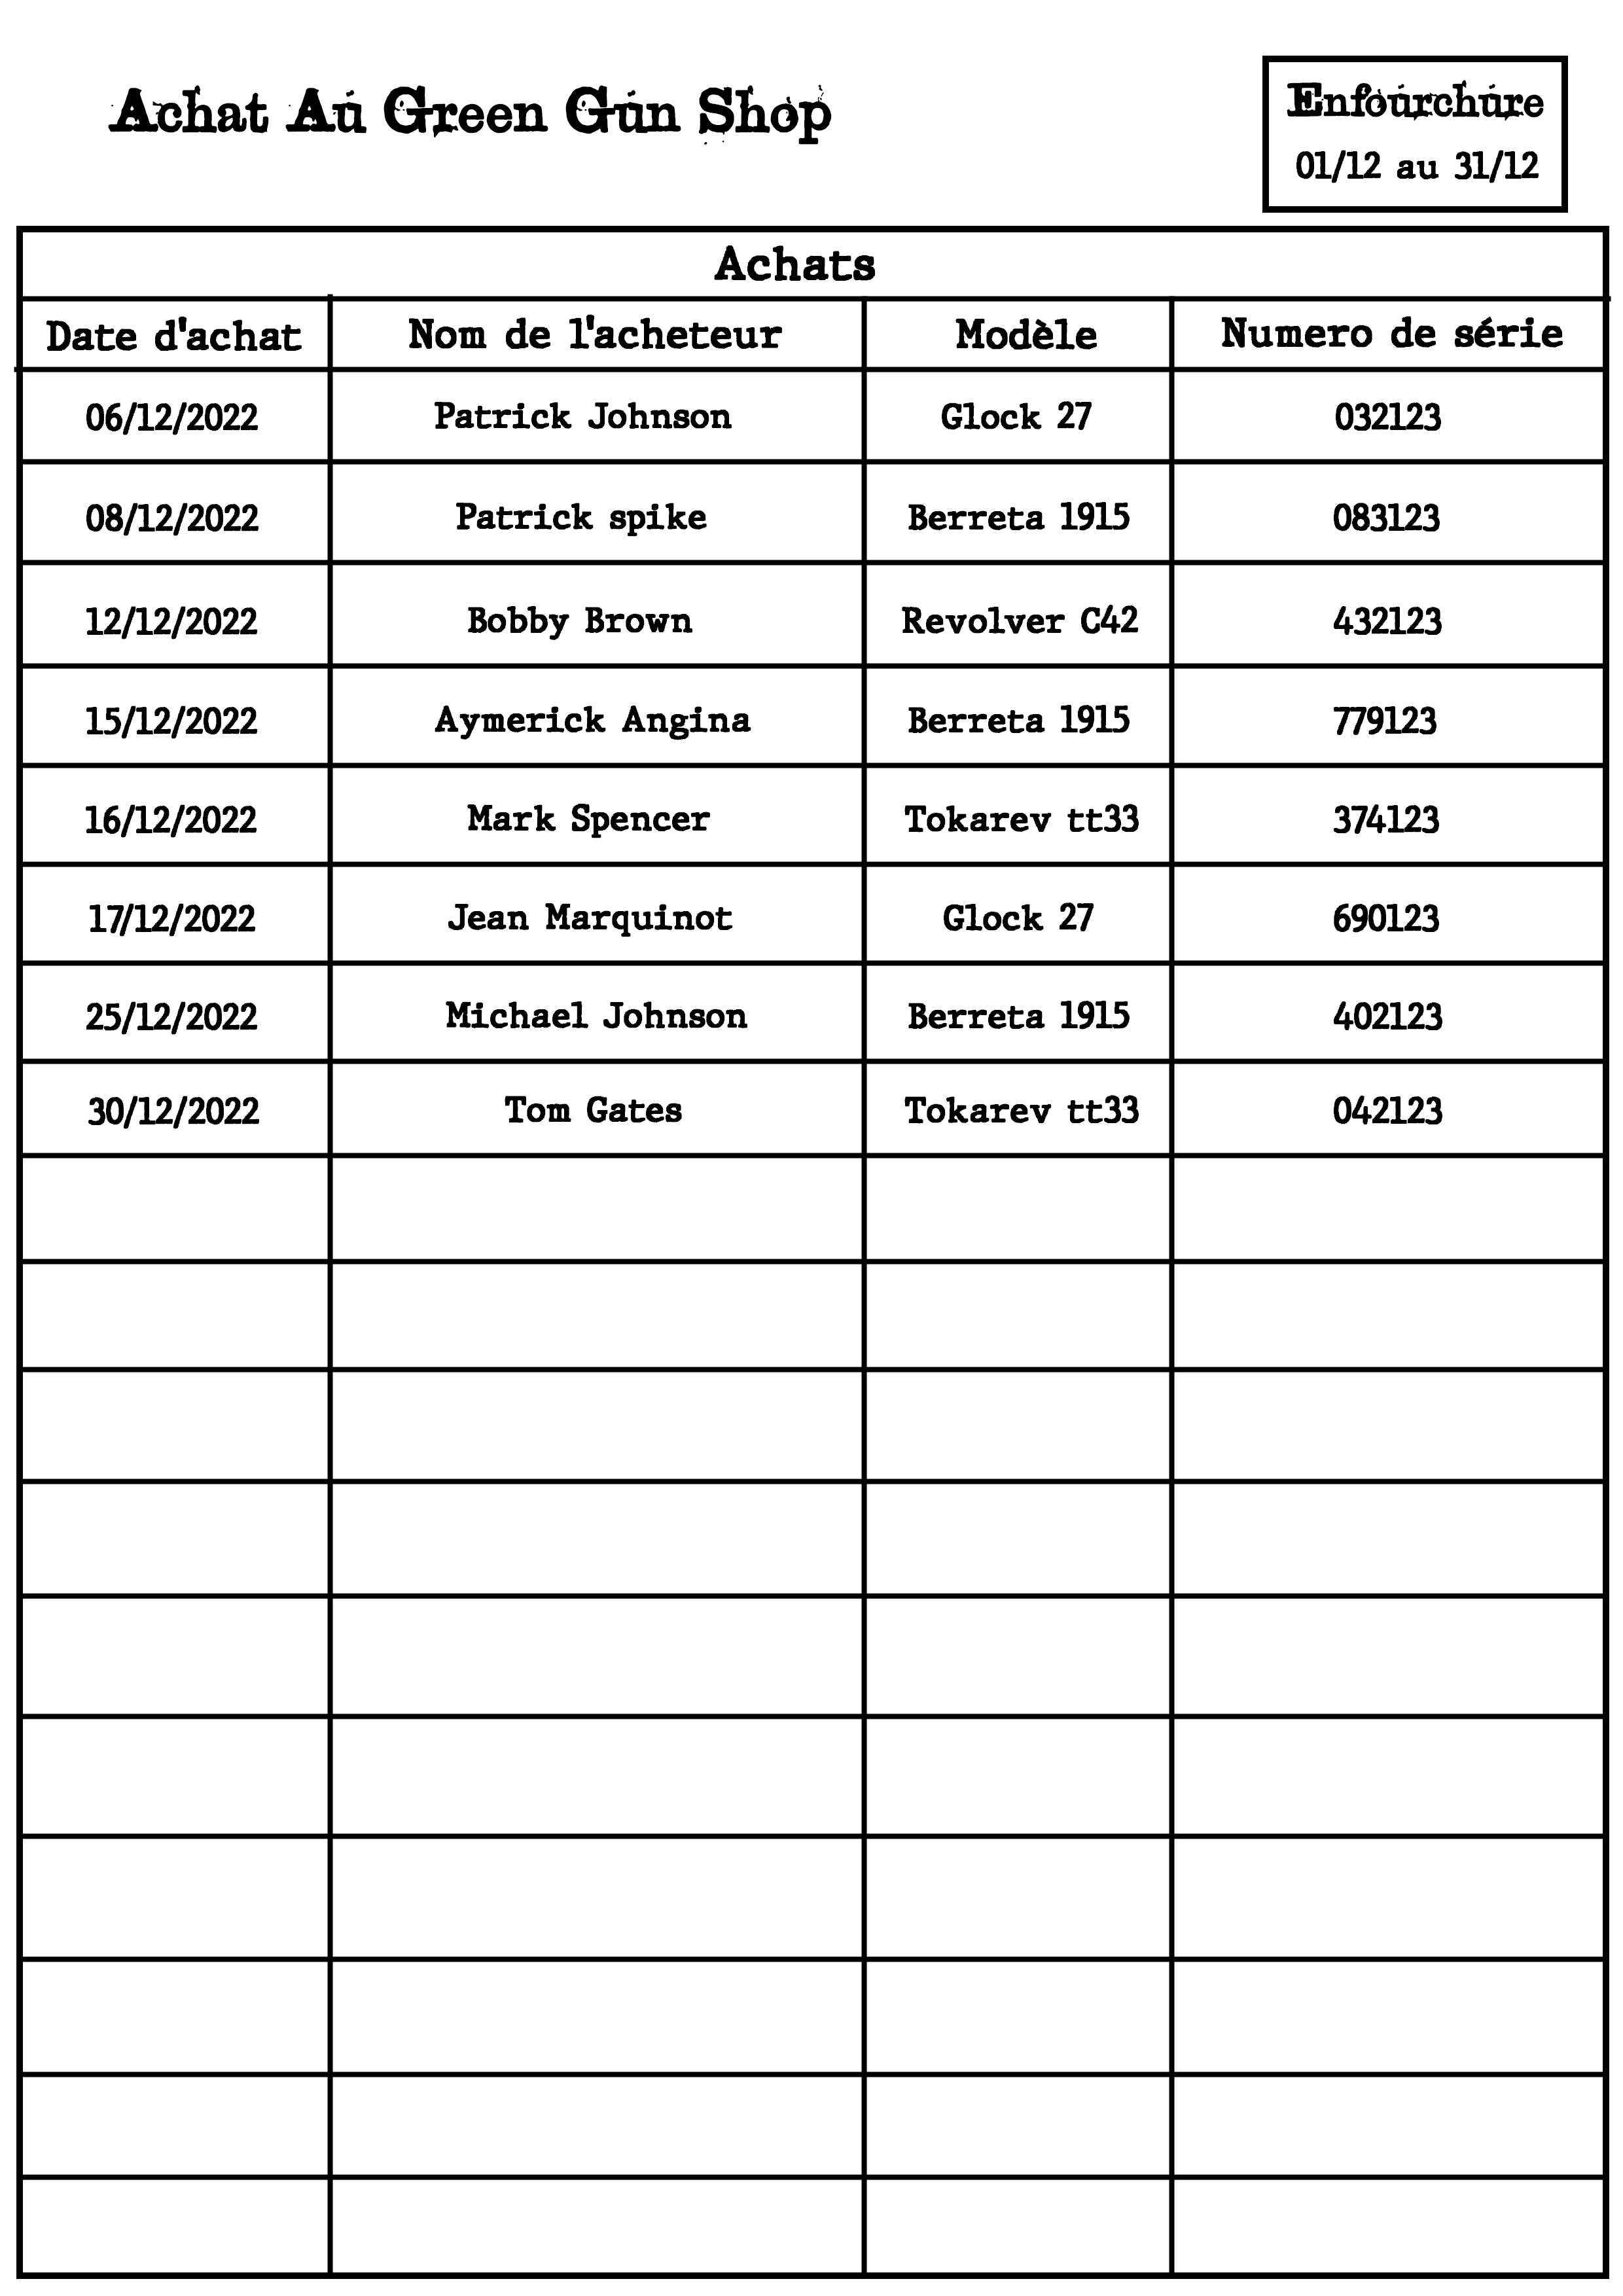 Achat Au Green Gun Shop
Enfourchure
01/12 au 31/12
Achats
Date d'achat Nom de l'acheteur Modèle Numero de série
06/12/2022 Patrick Johnson Glock 27 032123
08/12/2022 Patrick spike Berreta 1915 083123
12/12/2022 Bobby Brown Revolver C42 432123
15/12/2022 Aymerick Angina Berreta 1915 779123
16/12/2022 Mark Spencer Tokarev tt33 374123
17/12/2022 Jean Marquinot Glock 27 690123
25/12/2022 Michael Johnson Berreta 1915 402123
30/12/2022 Tom Gates Tokarev tt33 042123